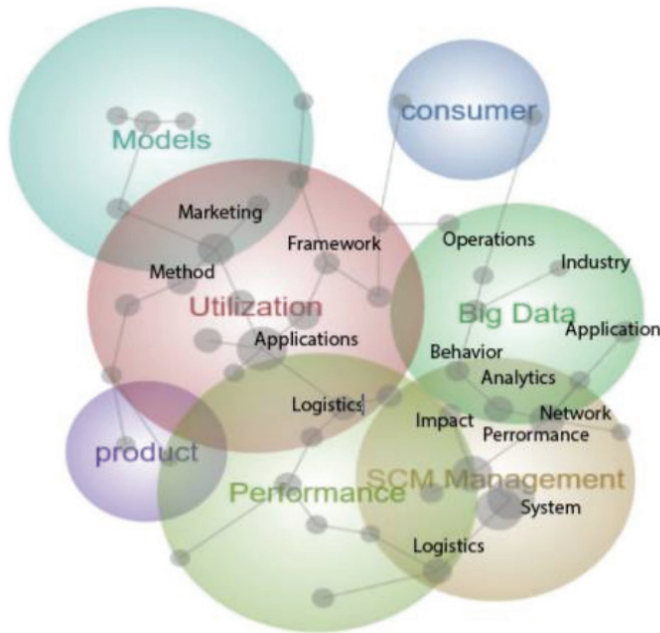 consumer
Models
Marketing
Framework
Operations
Method
Industry
Utilization
Big Data
Applications
Application
Behavior
Analytics
Logistics
Impact
Network
Perrormance
product
SCM Management
Performance
System
Logistics